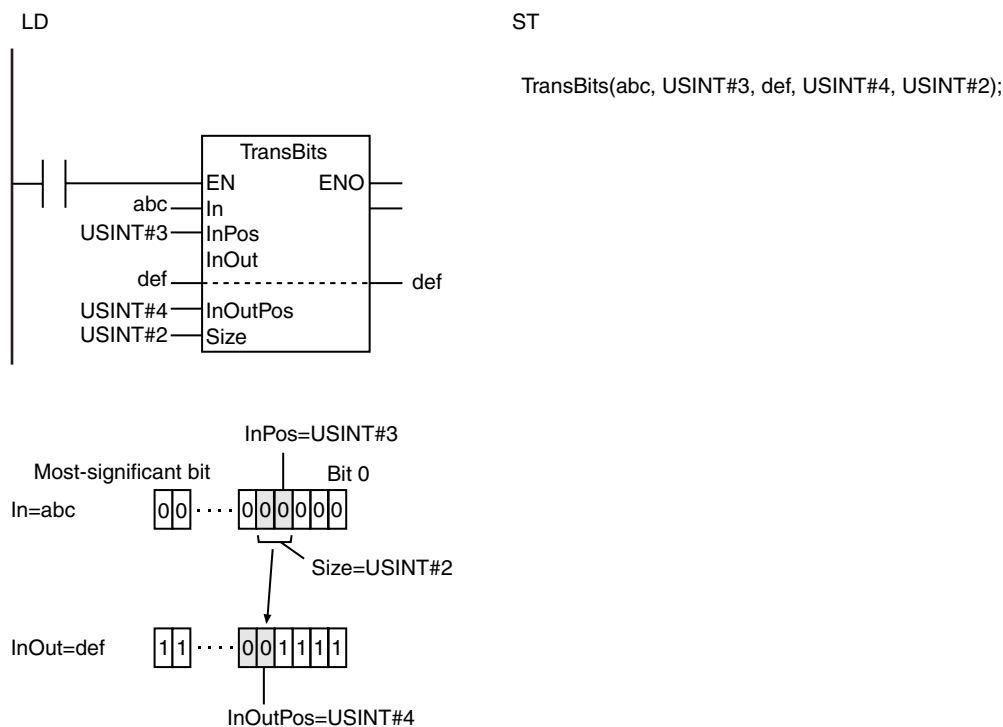 LD
ST
TransBits(abc, USINT#3, def, USINT#4, USINT#2);
TransBits
EN ENO
abc In
USINT#3 InPos
InOut
def def
USINT#4 InOutPos
USINT#2 Size
InPos=USINT#3
Most-significant bit Bit 0
In=abc 0 0 ···· 0 0 0 0 0 0
Size=USINT#2
InOut=def 1 1 ···· 0 0 1 1 1 1
InOutPos=USINT#4